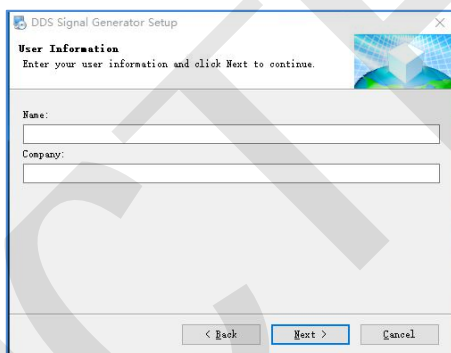 DDS Signal Generator Setup
User Information
Enter your user information and click Next to continue.
Name:
Company:
< Back
Next >
Cancel